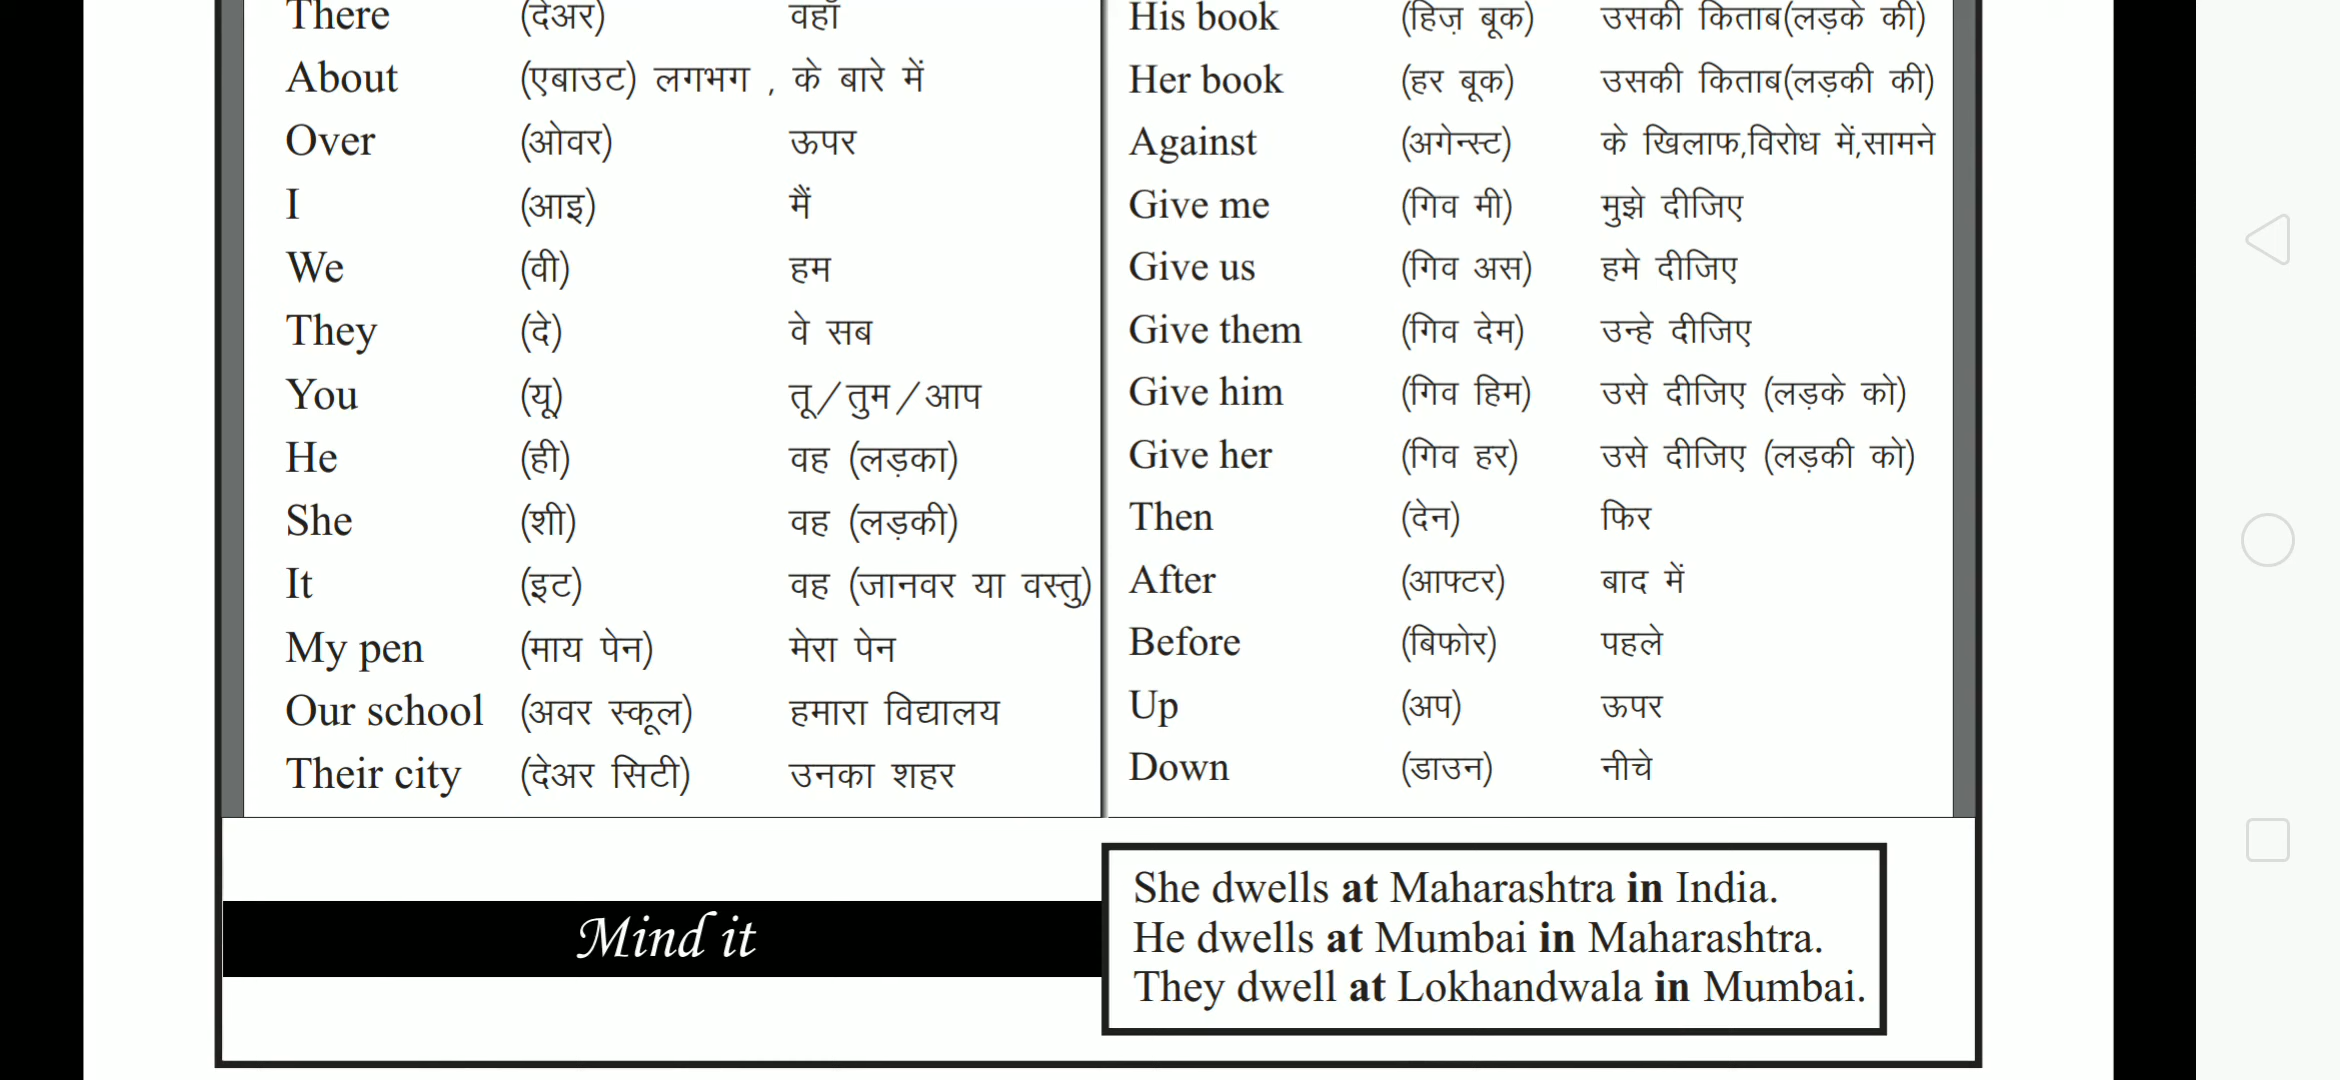 There (देअर) वहाँ
About (एबाउट) लगभग , के बारे में
Over (ओवर) ऊपर
I (आइ) मैं
We (वी) हम
They (दे) वे सब
You (यू) तू/तुम/आप
He (ही) वह (लड़का)
She (शी) वह (लड़की)
It (इट) वह (जानवर या वस्तु)
My pen (माय पेन) मेरा पेन
Our school (अवर स्कूल) हमारा विद्यालय
Their city (देअर सिटी) उनका शहर
His book (हिज़ बूक) उसकी किताब(लड़के की)
Her book (हर बूक) उसकी किताब(लड़की की)
Against (अगेन्स्ट) के खिलाफ,विरोध में,सामने
Give me (गिव मी) मुझे दीजिए
Give us (गिव अस) हमे दीजिए
Give them (गिव देम) उन्हे दीजिए
Give him (गिव हिम) उसे दीजिए (लड़के को)
Give her (गिव हर) उसे दीजिए (लड़की को)
Then (देन) फिर
After (आफ्टर) बाद में
Before (बिफोर) पहले
Up (अप) ऊपर
Down (डाउन) नीचे
Mind it
She dwells at Maharashtra in India.
He dwells at Mumbai in Maharashtra.
They dwell at Lokhandwala in Mumbai.